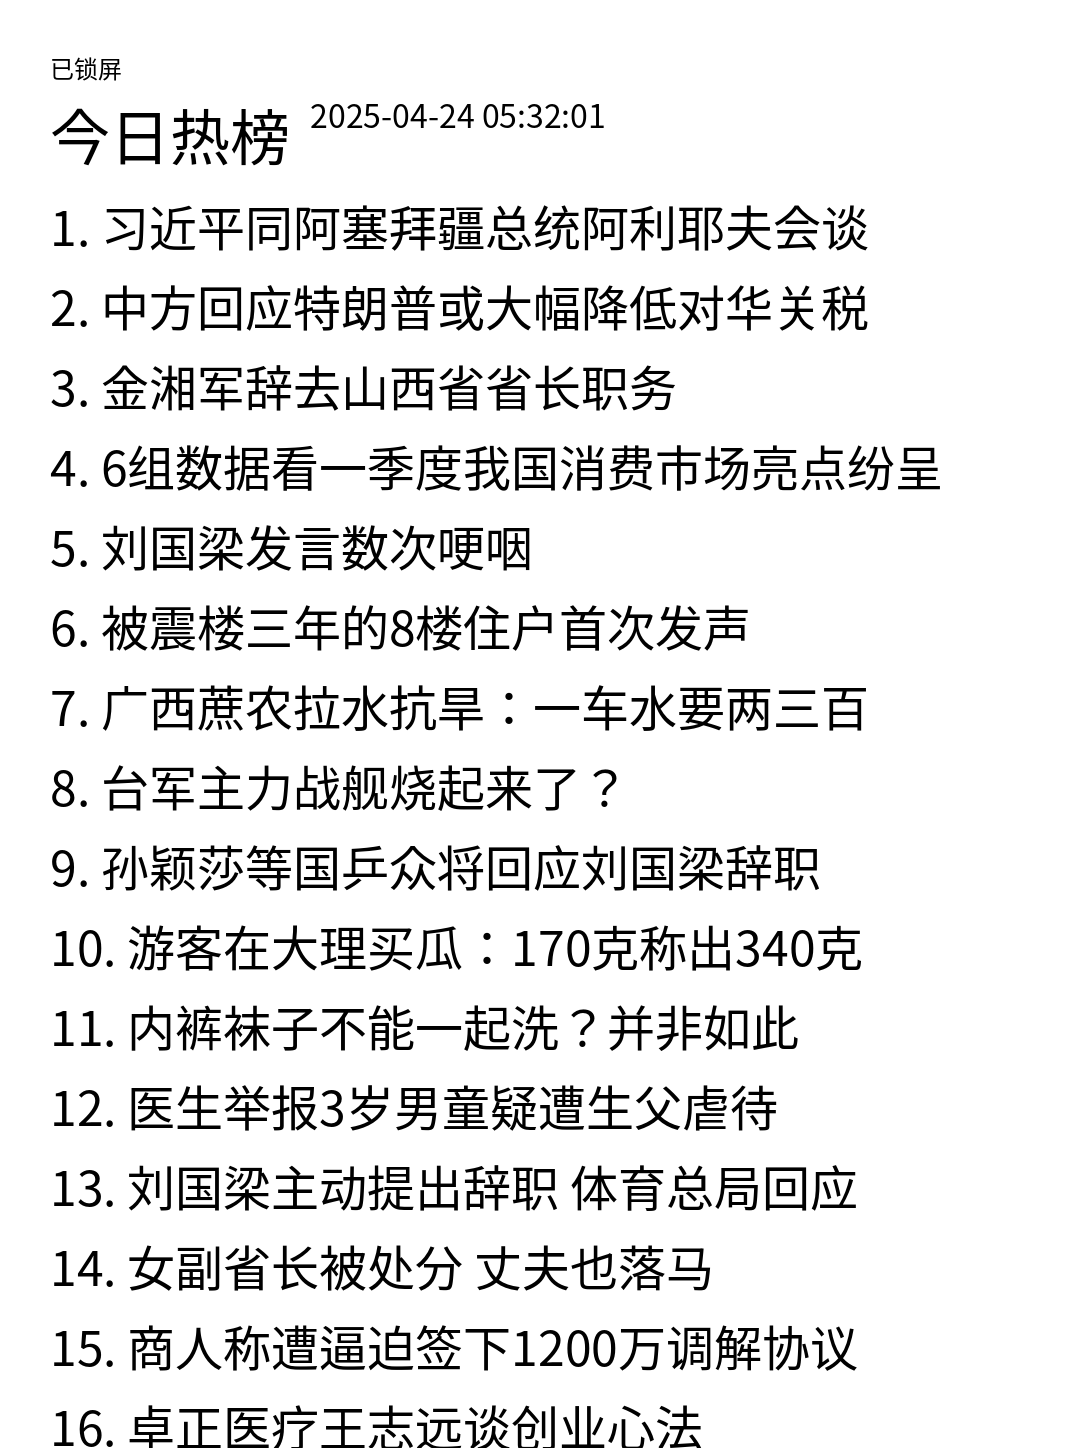 已锁屏
今日热榜 2025-04-24 05:32:01
1. 习近平同阿塞拜疆总统阿利耶夫会谈
2. 中方回应特朗普或大幅降低对华关税
3. 金湘军辞去山西省省长职务
4. 6组数据看一季度我国消费市场亮点纷呈
5. 刘国梁发言数次哽咽
6. 被震楼三年的8楼住户首次发声
7. 广西蔗农拉水抗旱：一车水要两三百
8. 台军主力战舰烧起来了？
9. 孙颖莎等国乒众将回应刘国梁辞职
10. 游客在大理买瓜：170克称出340克
11. 内裤袜子不能一起洗？并非如此
12. 医生举报3岁男童疑遭生父虐待
13. 刘国梁主动提出辞职 体育总局回应
14. 女副省长被处分 丈夫也落马
15. 商人称遭逼迫签下1200万调解协议
16. 卓正医疗王志远谈创业心法